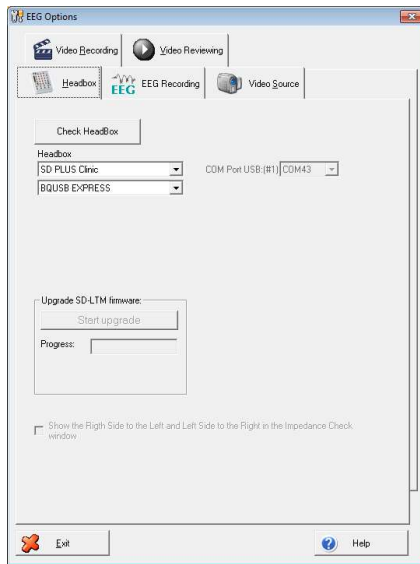 EEG Options
Video Recording
Video Reviewing
Headbox
EEG
EEG Recording
Video Source
Check HeadBox
Headbox
SD PLUS Clinic
COM Port USB:(#1)
COM43
BQUSB EXPRESS
Upgrade SD-LTM firmware:
Start upgrade
Progress:
Show the Rigth Side to the Left and Left Side to the Right in the Impedance Check
window
Exit
Help